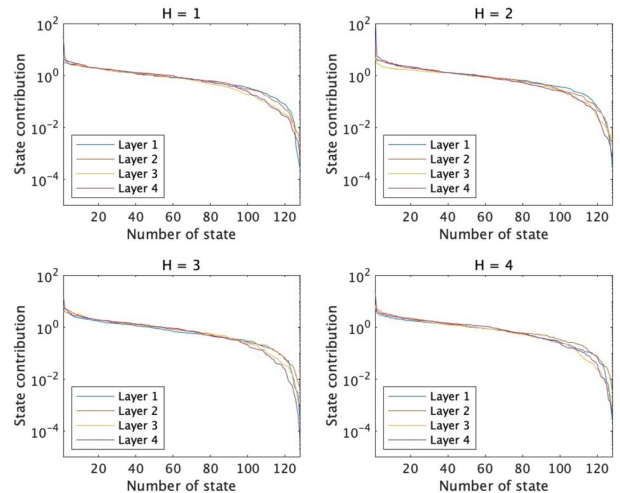 H = 1
State contribution
10^2
10^0
10^-2
10^-4
Layer 1
Layer 2
Layer 3
Layer 4
20 40 60 80 100 120
Number of state
H = 2
State contribution
10^2
10^0
10^-2
10^-4
Layer 1
Layer 2
Layer 3
Layer 4
20 40 60 80 100 120
Number of state
H = 3
State contribution
10^2
10^0
10^-2
10^-4
Layer 1
Layer 2
Layer 3
Layer 4
20 40 60 80 100 120
Number of state
H = 4
State contribution
10^2
10^0
10^-2
10^-4
Layer 1
Layer 2
Layer 3
Layer 4
20 40 60 80 100 120
Number of state